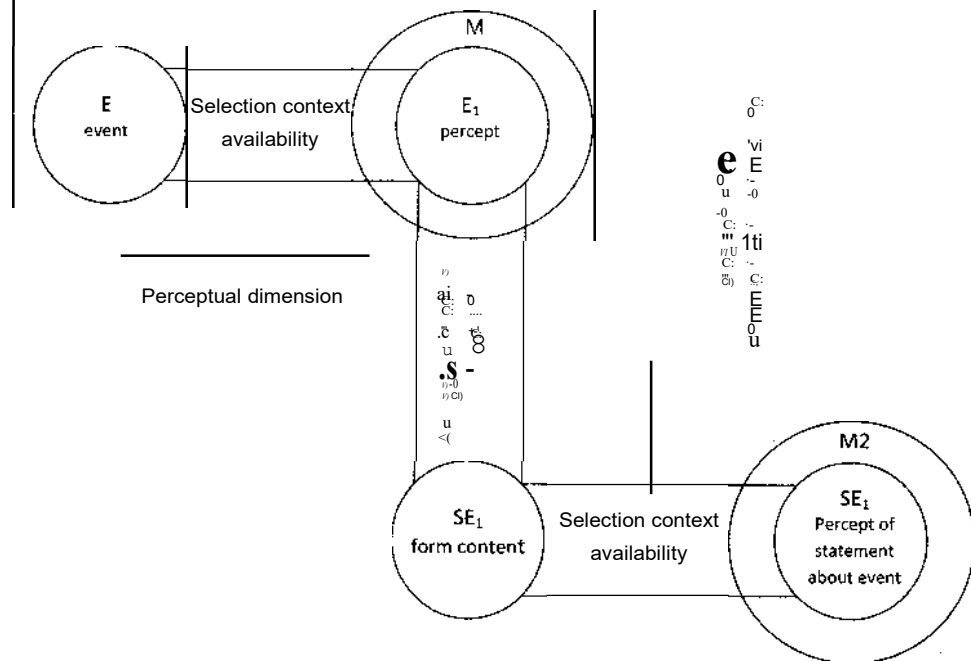 M
E
event
Selection context
availability
E₁
percept
Perceptual dimension
M2
SE₁
form content
Selection context
availability
SE₁
Percept of
statement
about event